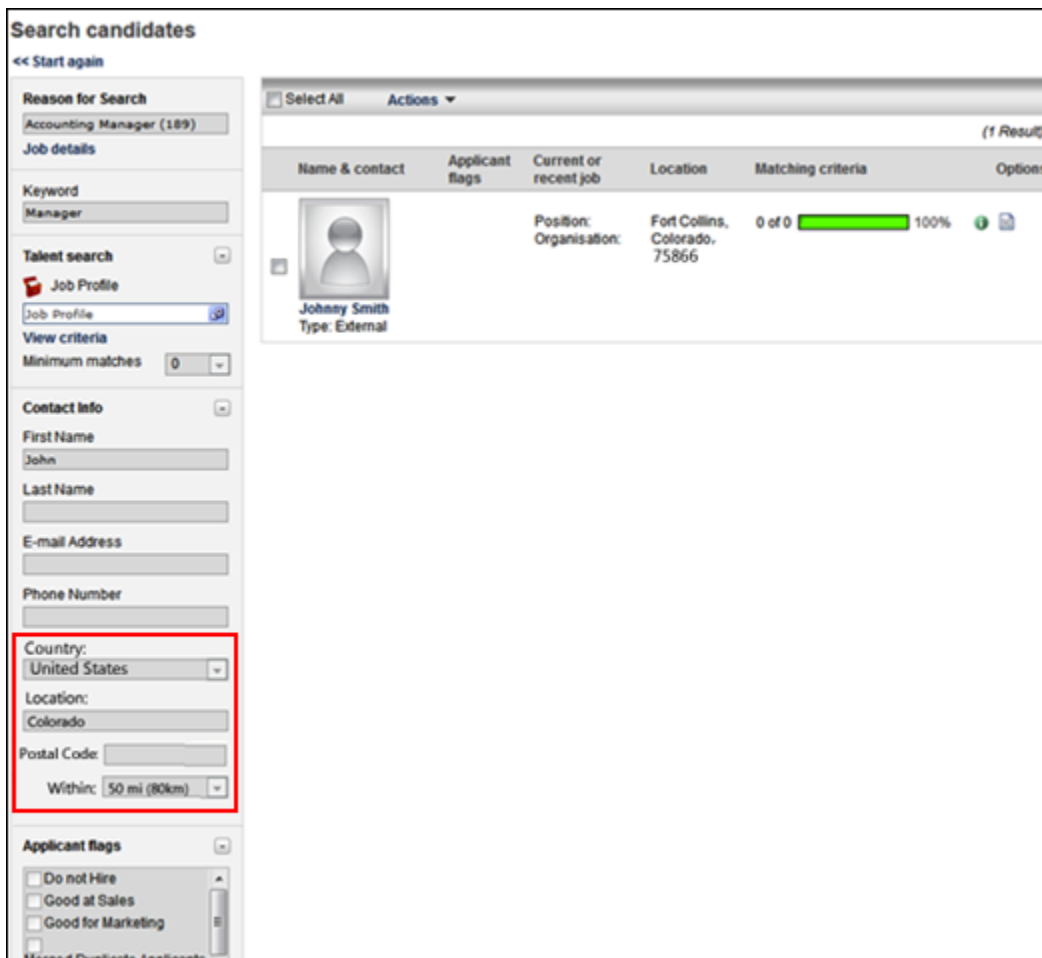 Search candidates
<< Start again
Reason for Search
Accounting Manager (189)
Job details
Keyword
Manager
Talent search
Job Profile
Job Profile
View criteria
Minimum matches 0
Contact Info
First Name
John
Last Name
E-mail Address
Phone Number
Country:
United States
Location:
Colorado
Postal Code:
Within: 50 mi (80km)
Applicant flags
Do not Hire
Good at Sales
Good for Marketing
Merged Duplicate Applicants
Select All Actions
(1 Result)
Name & contact Applicant flags Current or recent job Location Matching criteria Options
Johnny Smith
Type: External
Position:
Organisation:
Fort Collins,
Colorado,
75866
0 of 0 100%